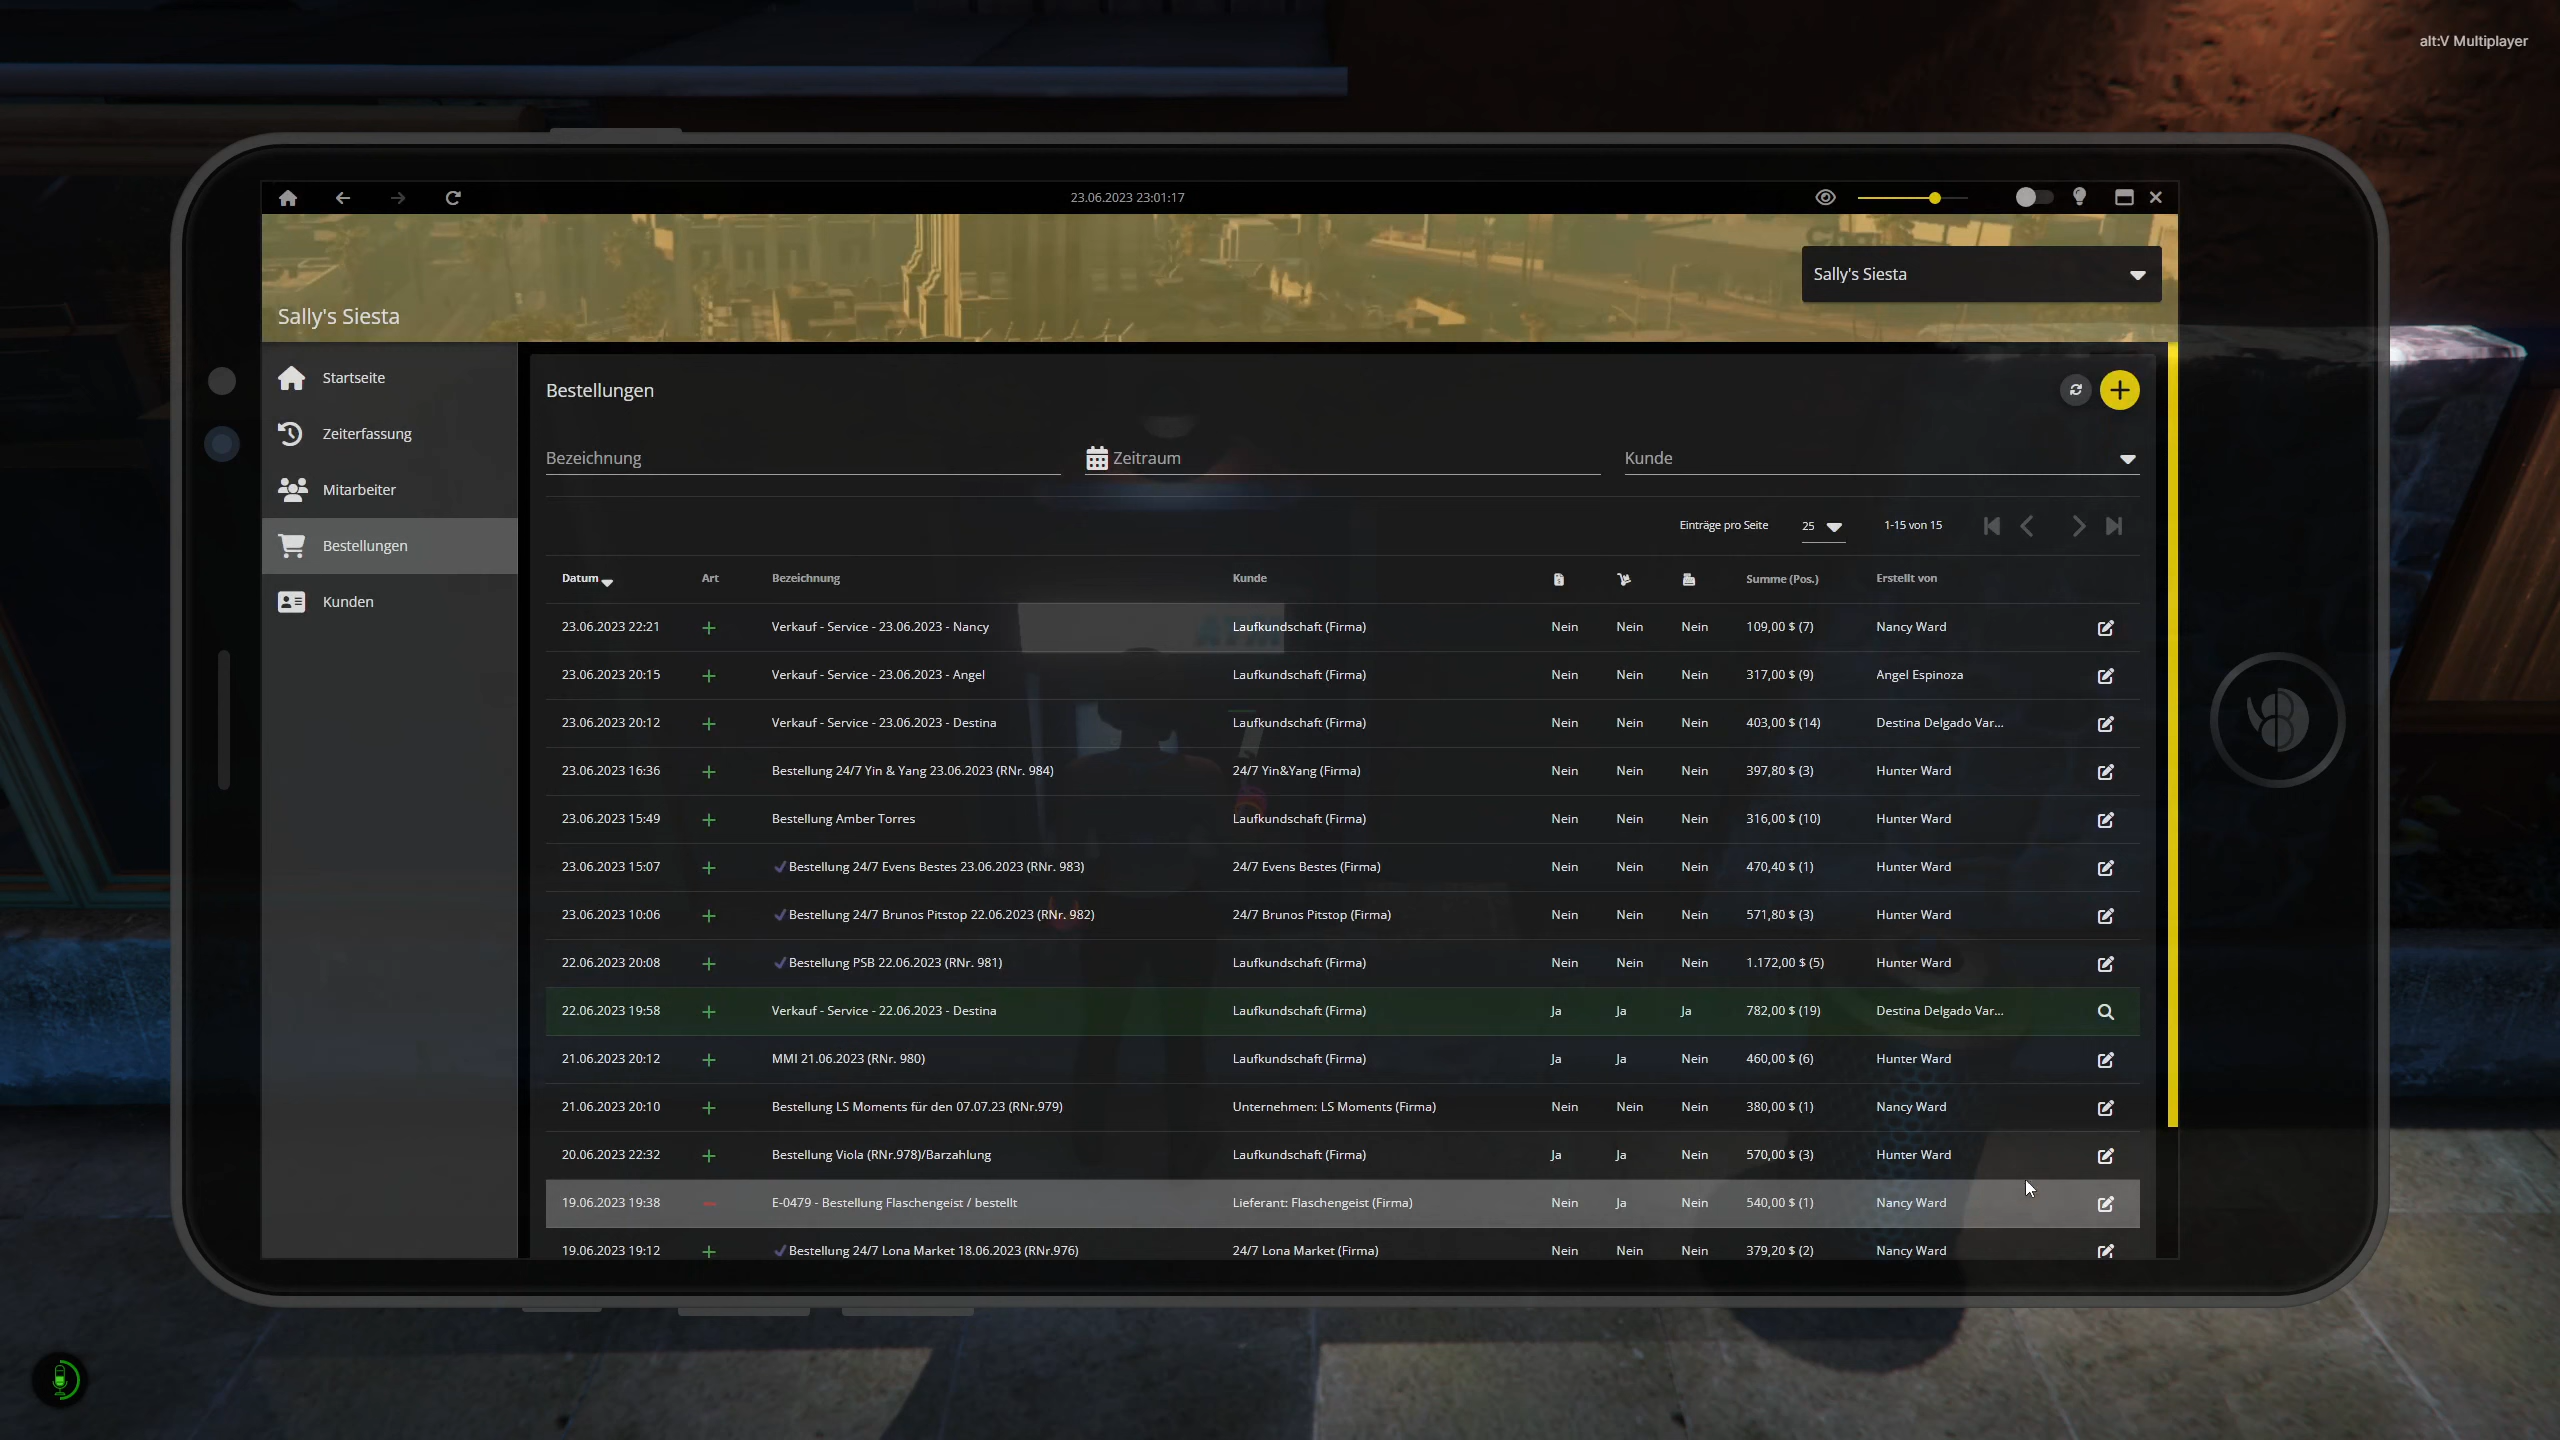 alt:V Multiplayer
23.06.2023 23:01:17
Sally's Siesta
Sally's Siesta
Startseite
Zeiterfassung
Mitarbeiter
Bestellungen
Kunden
Bestellungen
Bezeichnung Zeitraum Kunde
Einträge pro Seite 25 1-15 von 15
Datum Art Bezeichnung Kunde Summe (Pos.) Erstellt von
23.06.2023 22:21 + Verkauf - Service - 23.06.2023 - Nancy Laufkundschaft (Firma) Nein Nein Nein 109,00 $ (7) Nancy Ward
23.06.2023 20:15 + Verkauf - Service - 23.06.2023 - Angel Laufkundschaft (Firma) Nein Nein Nein 317,00 $ (9) Angel Espinoza
23.06.2023 20:12 + Verkauf - Service - 23.06.2023 - Destina Laufkundschaft (Firma) Nein Nein Nein 403,00 $ (14) Destina Delgado Var...
23.06.2023 16:36 + Bestellung 24/7 Yin & Yang 23.06.2023 (RNr. 984) 24/7 Yin&Yang (Firma) Nein Nein Nein 397,80 $ (3) Hunter Ward
23.06.2023 15:49 + Bestellung Amber Torres Laufkundschaft (Firma) Nein Nein Nein 316,00 $ (10) Hunter Ward
23.06.2023 15:07 + ✓Bestellung 24/7 Evens Bestes 23.06.2023 (RNr. 983) 24/7 Evens Bestes (Firma) Nein Nein Nein 470,40 $ (1) Hunter Ward
23.06.2023 10:06 + ✓Bestellung 24/7 Brunos Pitstop 22.06.2023 (RNr. 982) 24/7 Brunos Pitstop (Firma) Nein Nein Nein 571,80 $ (3) Hunter Ward
22.06.2023 20:08 + ✓Bestellung PSB 22.06.2023 (RNr. 981) Laufkundschaft (Firma) Nein Nein Nein 1.172,00 $ (5) Hunter Ward
22.06.2023 19:58 + Verkauf - Service - 22.06.2023 - Destina Laufkundschaft (Firma) Ja Ja Ja 782,00 $ (19) Destina Delgado Var...
21.06.2023 20:12 + MMI 21.06.2023 (RNr. 980) Laufkundschaft (Firma) Ja Ja Nein 460,00 $ (6) Hunter Ward
21.06.2023 20:10 + Bestellung LS Moments für den 07.07.23 (RNr.979) Unternehmen: LS Moments (Firma) Nein Nein Nein 380,00 $ (1) Nancy Ward
20.06.2023 22:32 + Bestellung Viola (RNr.978)/Barzahlung Laufkundschaft (Firma) Ja Ja Nein 570,00 $ (3) Hunter Ward
19.06.2023 19:38 − E-0479 - Bestellung Flaschengeist / bestellt Lieferant: Flaschengeist (Firma) Nein Ja Nein 540,00 $ (1) Nancy Ward
19.06.2023 19:12 + ✓Bestellung 24/7 Lona Market 18.06.2023 (RNr.976) 24/7 Lona Market (Firma) Nein Nein Nein 379,20 $ (2) Nancy Ward